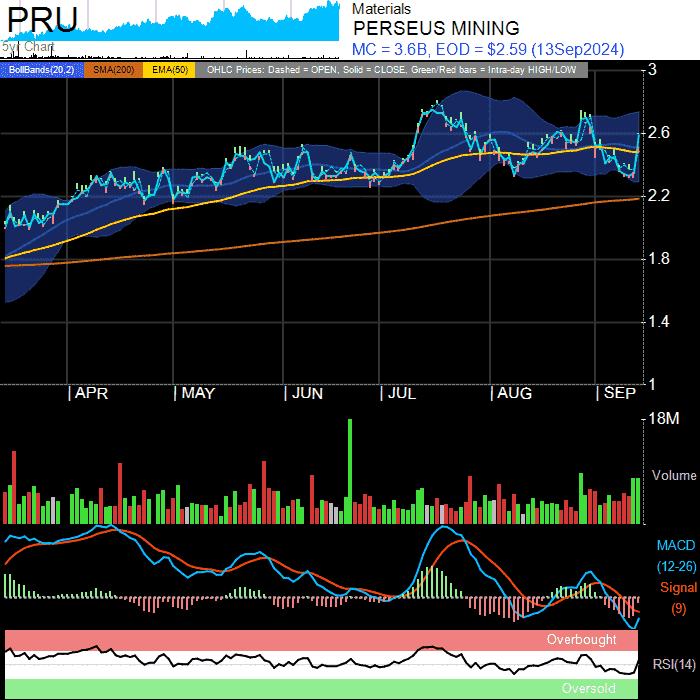 PRU
5yr Chart
Materials
PERSEUS MINING
MC = 3.6B, EOD = $2.59 (13Sep2024)
BollBands(20,2) SMA(200) EMA(50) OHLC Prices: Dashed = OPEN, Solid = CLOSE, Green/Red bars = Intra-day HIGH/LOW
3
2.6
2.2
1.8
1.4
1
| APR | MAY | JUN | JUL | AUG | SEP
18M
Volume
MACD
(12-26)
Signal
(9)
Overbought
RSI(14)
Oversold